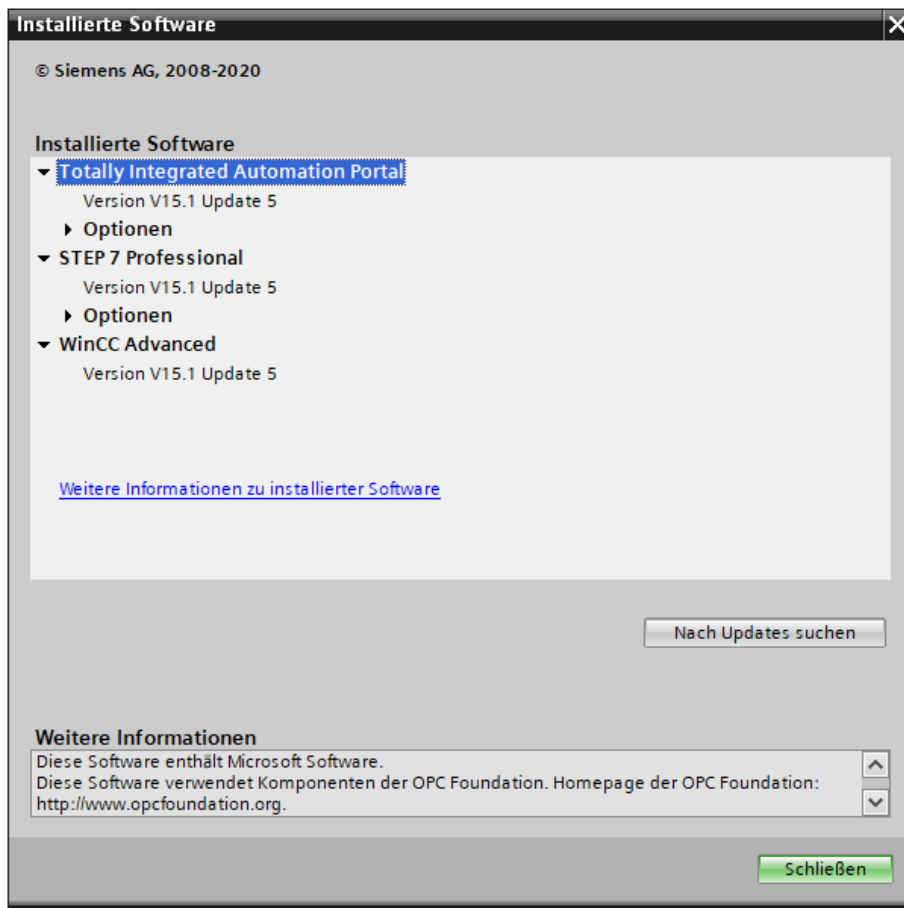 Installierte Software
© Siemens AG, 2008-2020
Installierte Software
Totally Integrated Automation Portal
Version V15.1 Update 5
Optionen
STEP 7 Professional
Version V15.1 Update 5
Optionen
WinCC Advanced
Version V15.1 Update 5
Weitere Informationen zu installierter Software
Nach Updates suchen
Weitere Informationen
Diese Software enthält Microsoft Software.
Diese Software verwendet Komponenten der OPC Foundation. Homepage der OPC Foundation:
http://www.opcfoundation.org.
Schließen